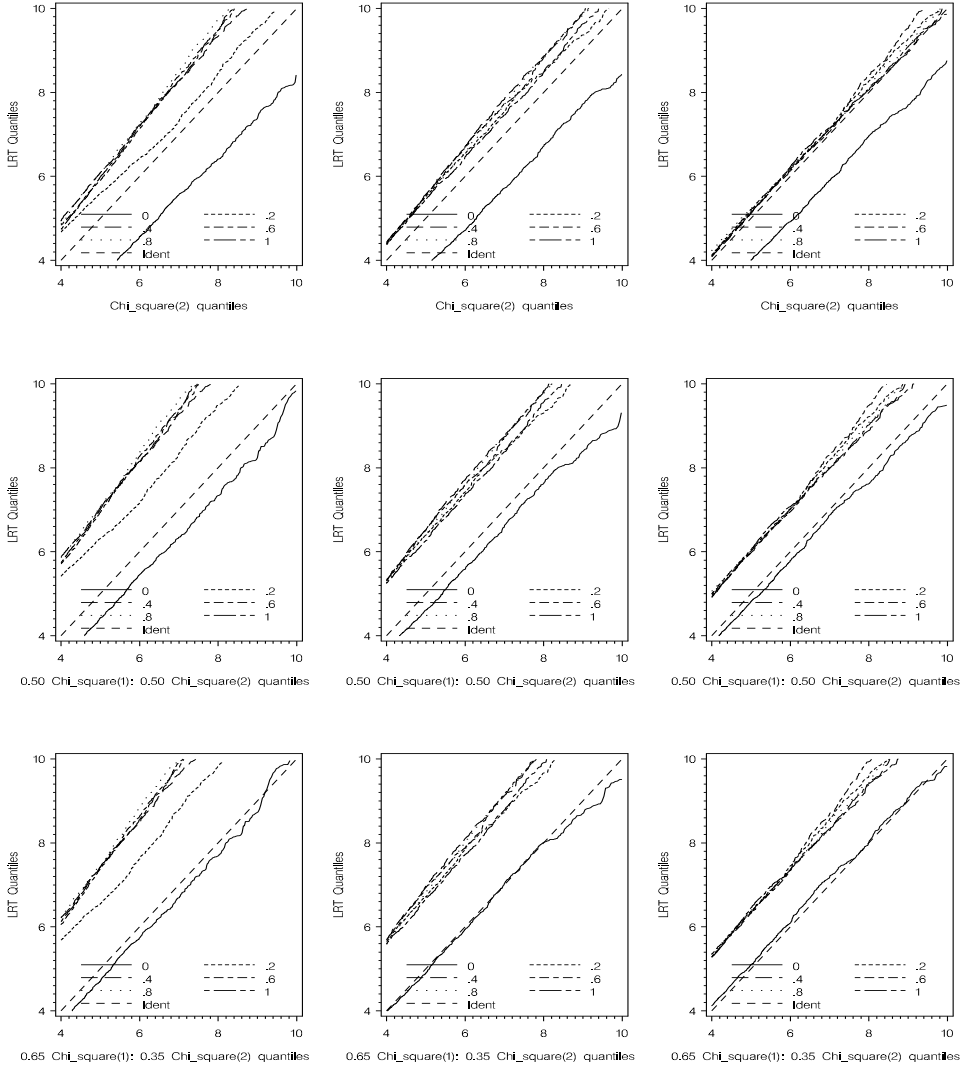 10 10 10
8 8 8
LRT Quantiles LRT Quantiles LRT Quantiles
6 6 6
0 .2 0 .2 0 .2
.4 .6 .4 .6 .4 .6
.8 1 .8 1 .8 1
Ident Ident Ident
4 4 4
4 6 8 10 4 6 8 10 4 6 8 10
Chi_square(2) quantiles Chi_square(2) quantiles Chi_square(2) quantiles
10 10 10
8 8 8
LRT Quantiles LRT Quantiles LRT Quantiles
6 6 6
0 .2 0 .2 0 .2
.4 .6 .4 .6 .4 .6
.8 1 .8 1 .8 1
Ident Ident Ident
4 4 4
4 6 8 10 4 6 8 10 4 6 8 10
0.50 Chi_square(1): 0.50 Chi_square(2) quantiles 0.50 Chi_square(1): 0.50 Chi_square(2) quantiles 0.50 Chi_square(1): 0.50 Chi_square(2) quantiles
10 10 10
8 8 8
LRT Quantiles LRT Quantiles LRT Quantiles
6 6 6
0 .2 0 .2 0 .2
.4 .6 .4 .6 .4 .6
.8 1 .8 1 .8 1
Ident Ident Ident
4 4 4
4 6 8 10 4 6 8 10 4 6 8 10
0.65 Chi_square(1): 0.35 Chi_square(2) quantiles 0.65 Chi_square(1): 0.35 Chi_square(2) quantiles 0.65 Chi_square(1): 0.35 Chi_square(2) quantiles